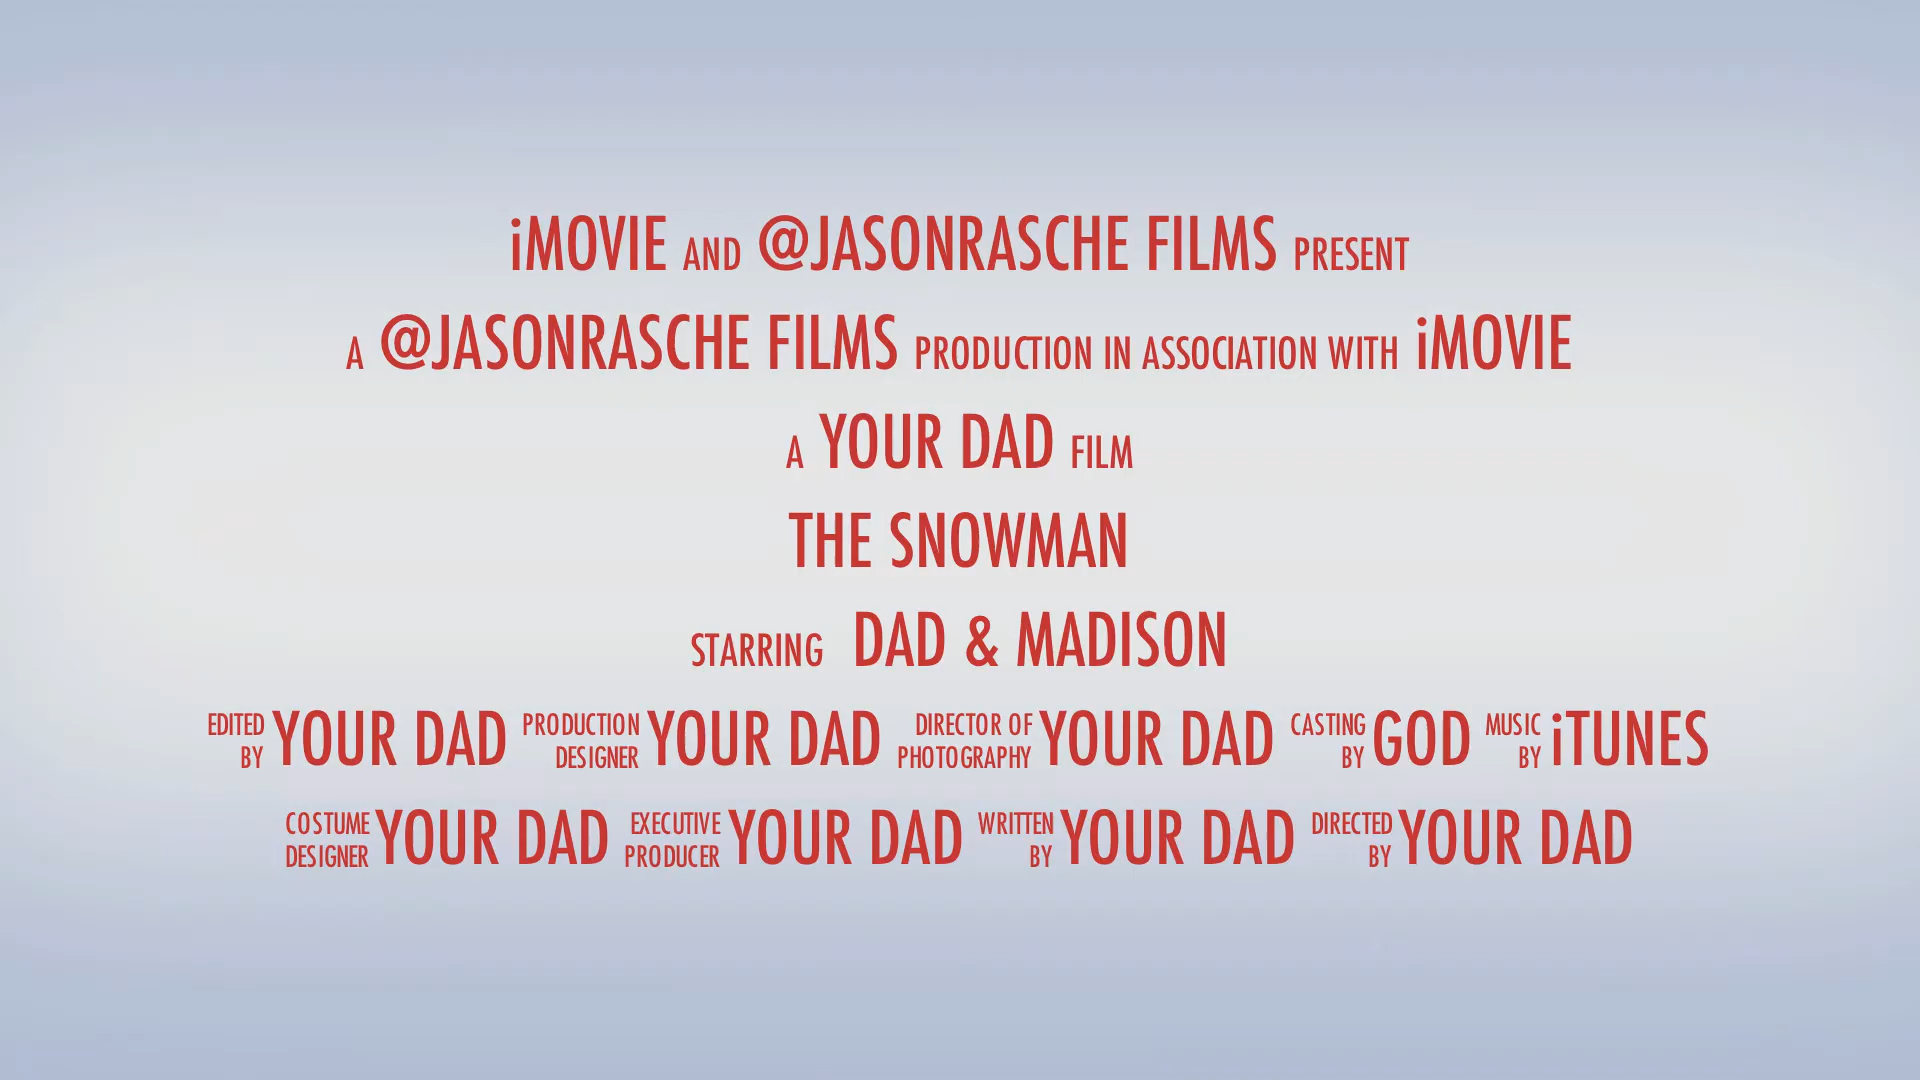 iMOVIE AND @JASONRASCHE FILMS PRESENT
A @JASONRASCHE FILMS PRODUCTION IN ASSOCIATION WITH iMOVIE
A YOUR DAD FILM
THE SNOWMAN
STARRING DAD & MADISON
EDITED BY YOUR DAD PRODUCTION DESIGNER YOUR DAD DIRECTOR OF PHOTOGRAPHY YOUR DAD CASTING BY GOD MUSIC BY iTUNES
COSTUME DESIGNER YOUR DAD EXECUTIVE PRODUCER YOUR DAD WRITTEN BY YOUR DAD DIRECTED BY YOUR DAD